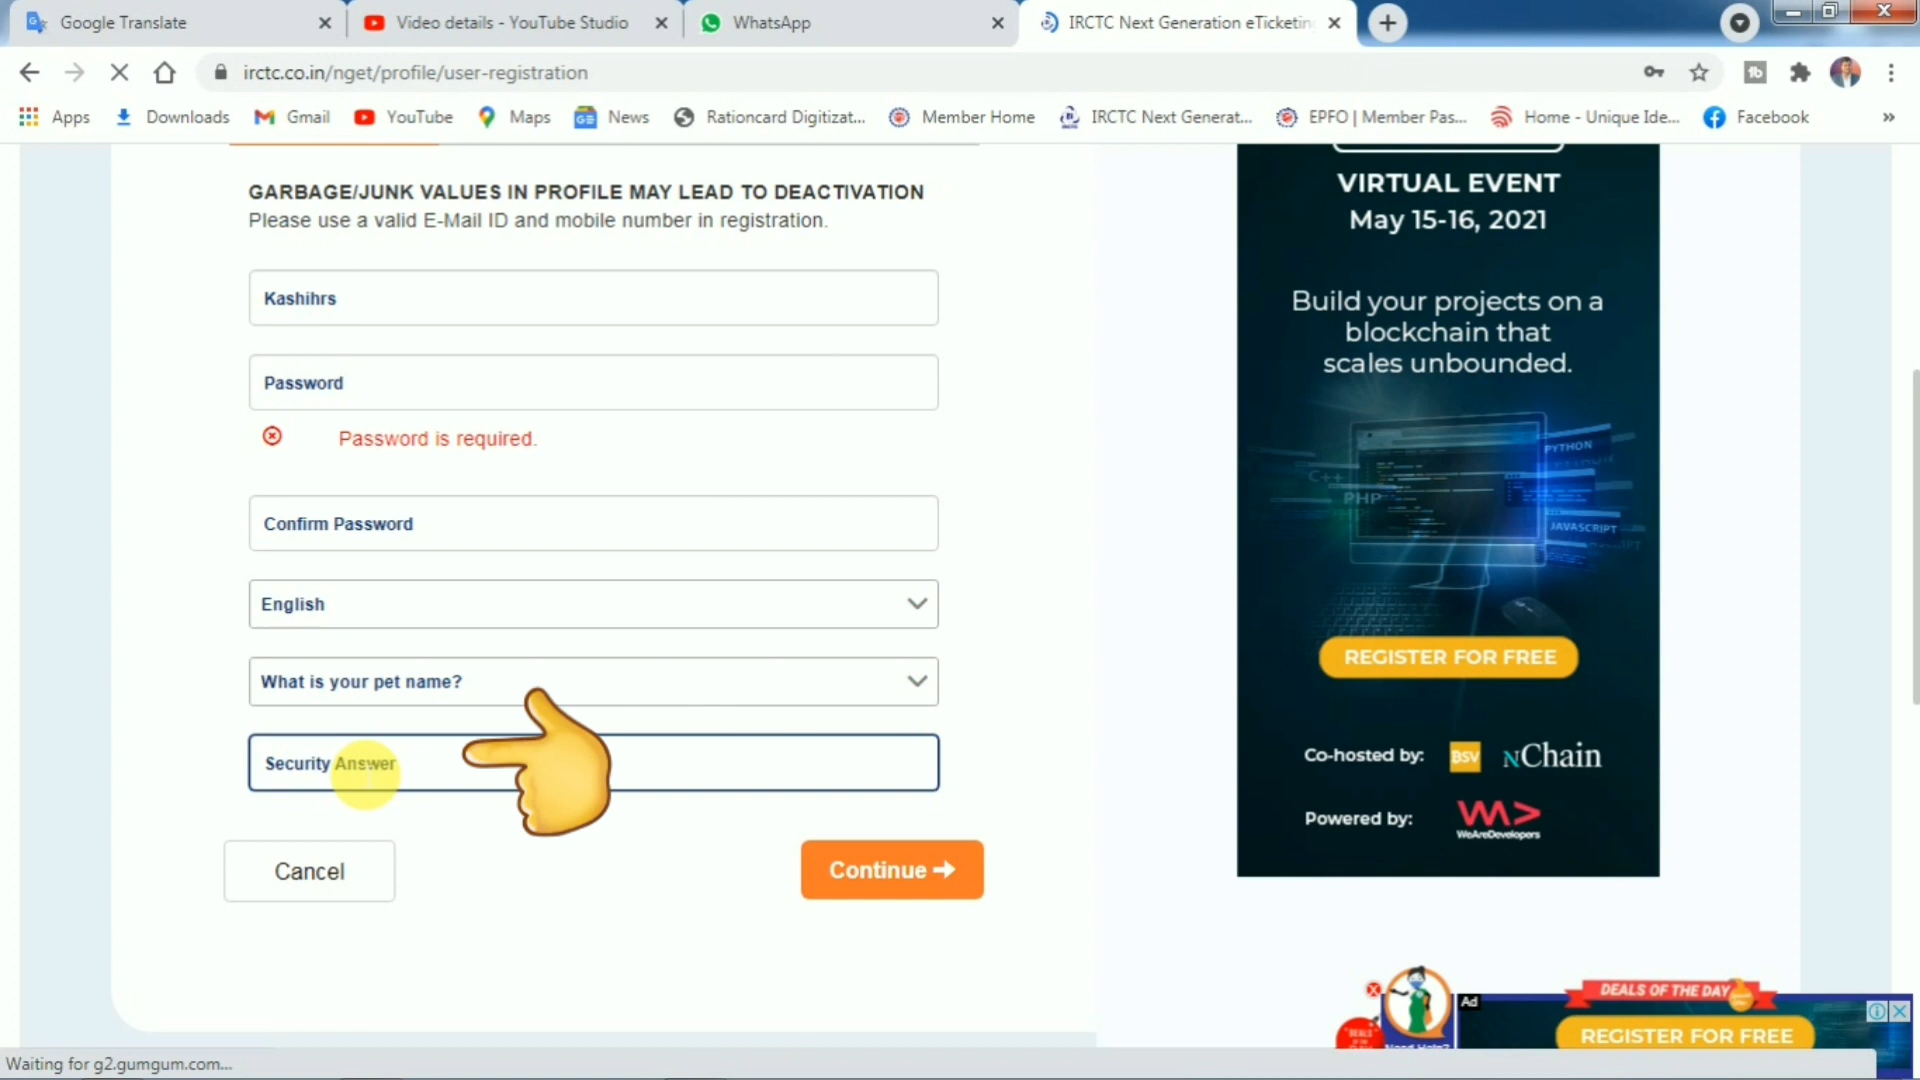 Google Translate
Video details - YouTube Studio
WhatsApp
IRCTC Next Generation eTicketin
irctc.co.in/nget/profile/user-registration
Apps
Downloads
Gmail
YouTube
Maps
News
Rationcard Digitizat...
Member Home
IRCTC Next Generat...
EPFO | Member Pas...
Home - Unique Ide...
Facebook
»
GARBAGE/JUNK VALUES IN PROFILE MAY LEAD TO DEACTIVATION
Please use a valid E-Mail ID and mobile number in registration.
Kashihrs
Password
Password is required.
Confirm Password
English
What is your pet name?
Security Answer
Cancel
Continue
VIRTUAL EVENT
May 15-16, 2021
Build your projects on a
blockchain that
scales unbounded.
PYTHON
C++
PHP
JAVASCRIPT
REGISTER FOR FREE
Co-hosted by: BSV nChain
Powered by: WeAreDevelopers
DEALS OF THE DAY
Ad
REGISTER FOR FREE
Need Help?
Waiting for g2.gumgum.com...